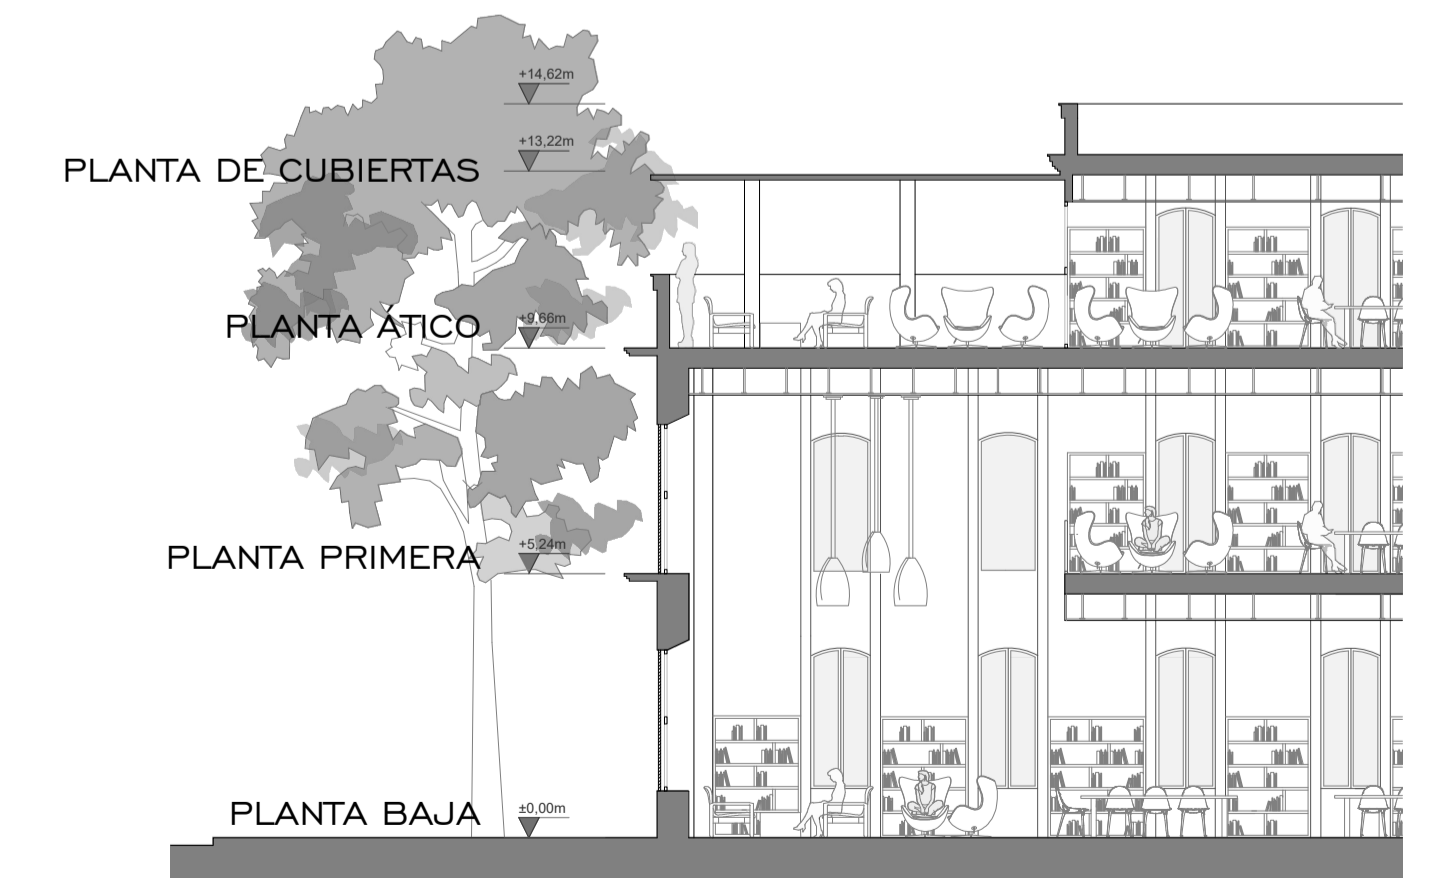 +14,62m
+13,22m
PLANTA DE CUBIERTAS
+9,66m
PLANTA ÁTICO
+5,24m
PLANTA PRIMERA
±0,00m
PLANTA BAJA